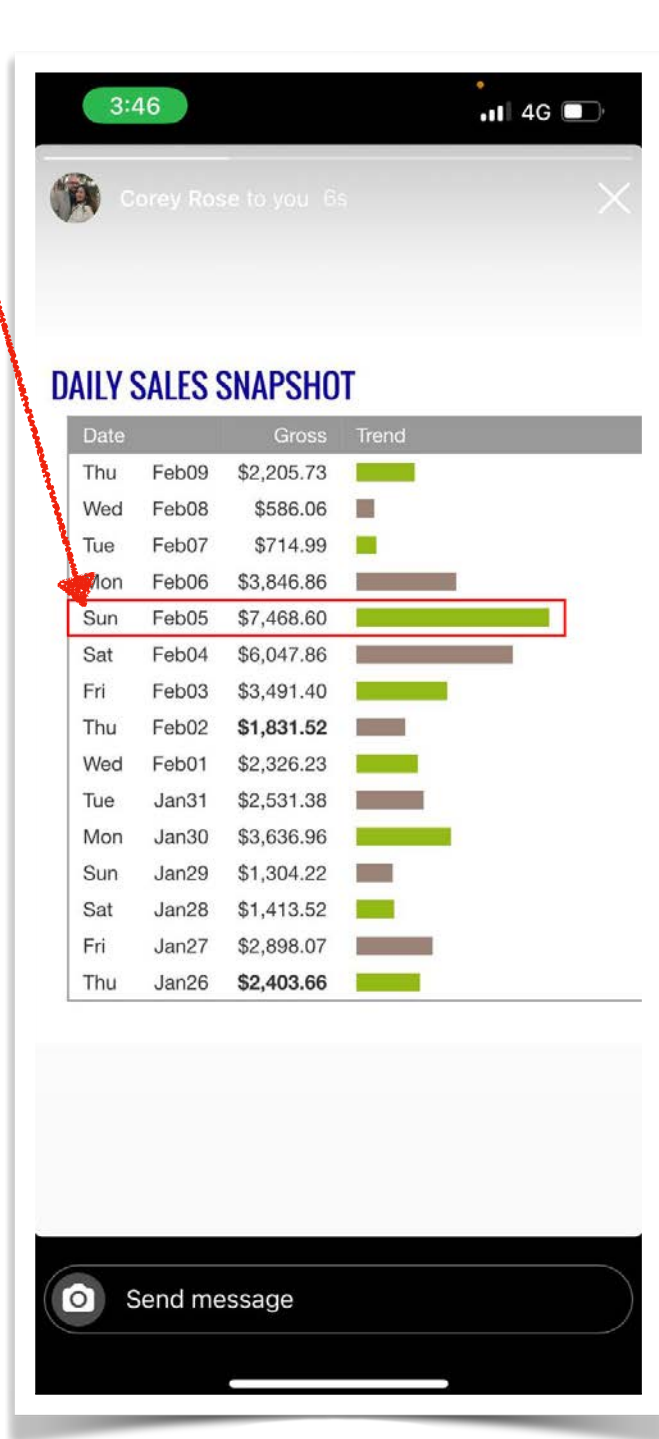 3:46 4G
Corey Rose to you 6s
DAILY SALES SNAPSHOT
Date Gross Trend
Thu Feb09 $2,205.73
Wed Feb08 $586.06
Tue Feb07 $714.99
Mon Feb06 $3,846.86
Sun Feb05 $7,468.60
Sat Feb04 $6,047.86
Fri Feb03 $3,491.40
Thu Feb02 $1,831.52
Wed Feb01 $2,326.23
Tue Jan31 $2,531.38
Mon Jan30 $3,636.96
Sun Jan29 $1,304.22
Sat Jan28 $1,413.52
Fri Jan27 $2,898.07
Thu Jan26 $2,403.66
Send message